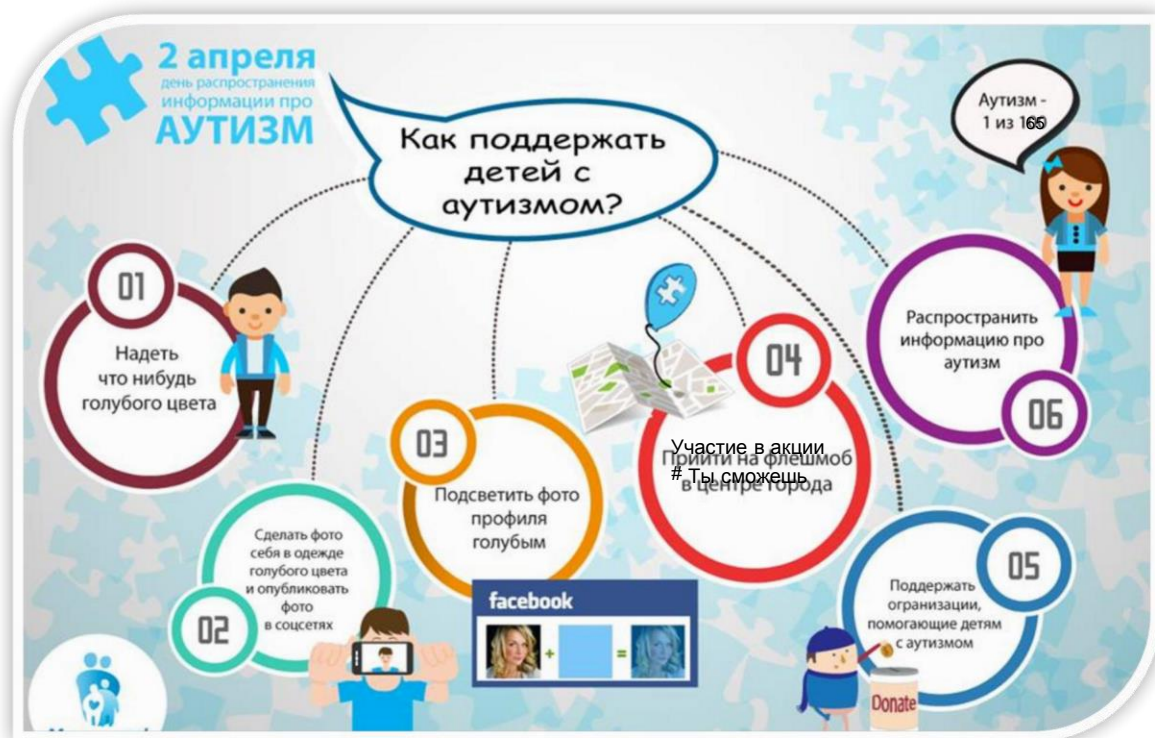 2 апреля
день распространения
информации про
АУТИЗМ
Как поддержать
детей с
аутизмом?
Аутизм -
1 из 100
65
01
Надеть
что нибудь
голубого цвета
02
Сделать фото
себя в одежде
голубого цвета
и опубликовать
фото
в соцсетях
03
Подсветить фото
профиля
голубым
facebook
+ =
04
Участие в акции
# Ты сможешь
Прийти на флешмоб
в центре города
05
Поддержать
огранизации,
помогающие детям
с аутизмом
Donate
06
Распространить
информацию про
аутизм